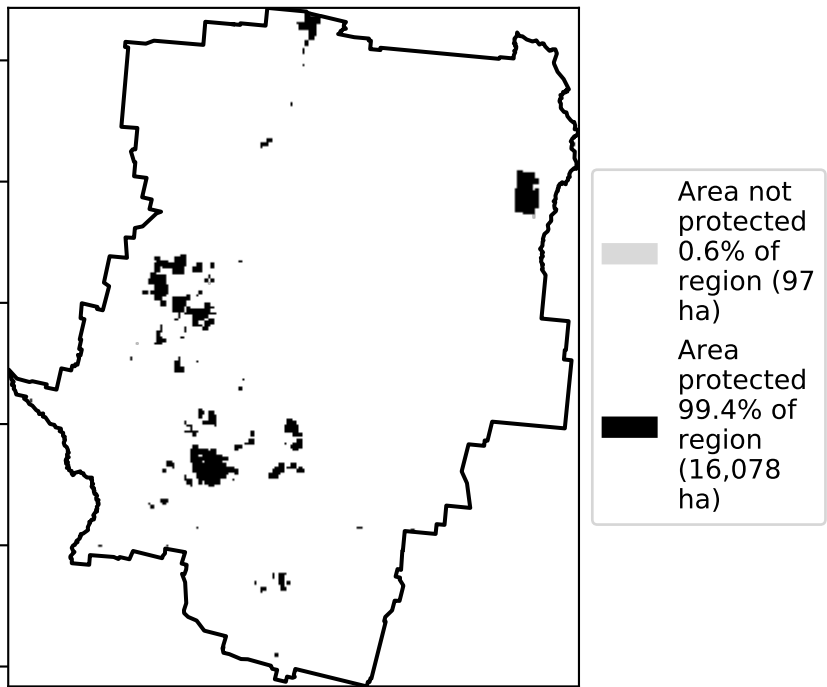 Area not
protected
0.6% of
region (97
ha)
Area
protected
99.4% of
region
(16,078
ha)